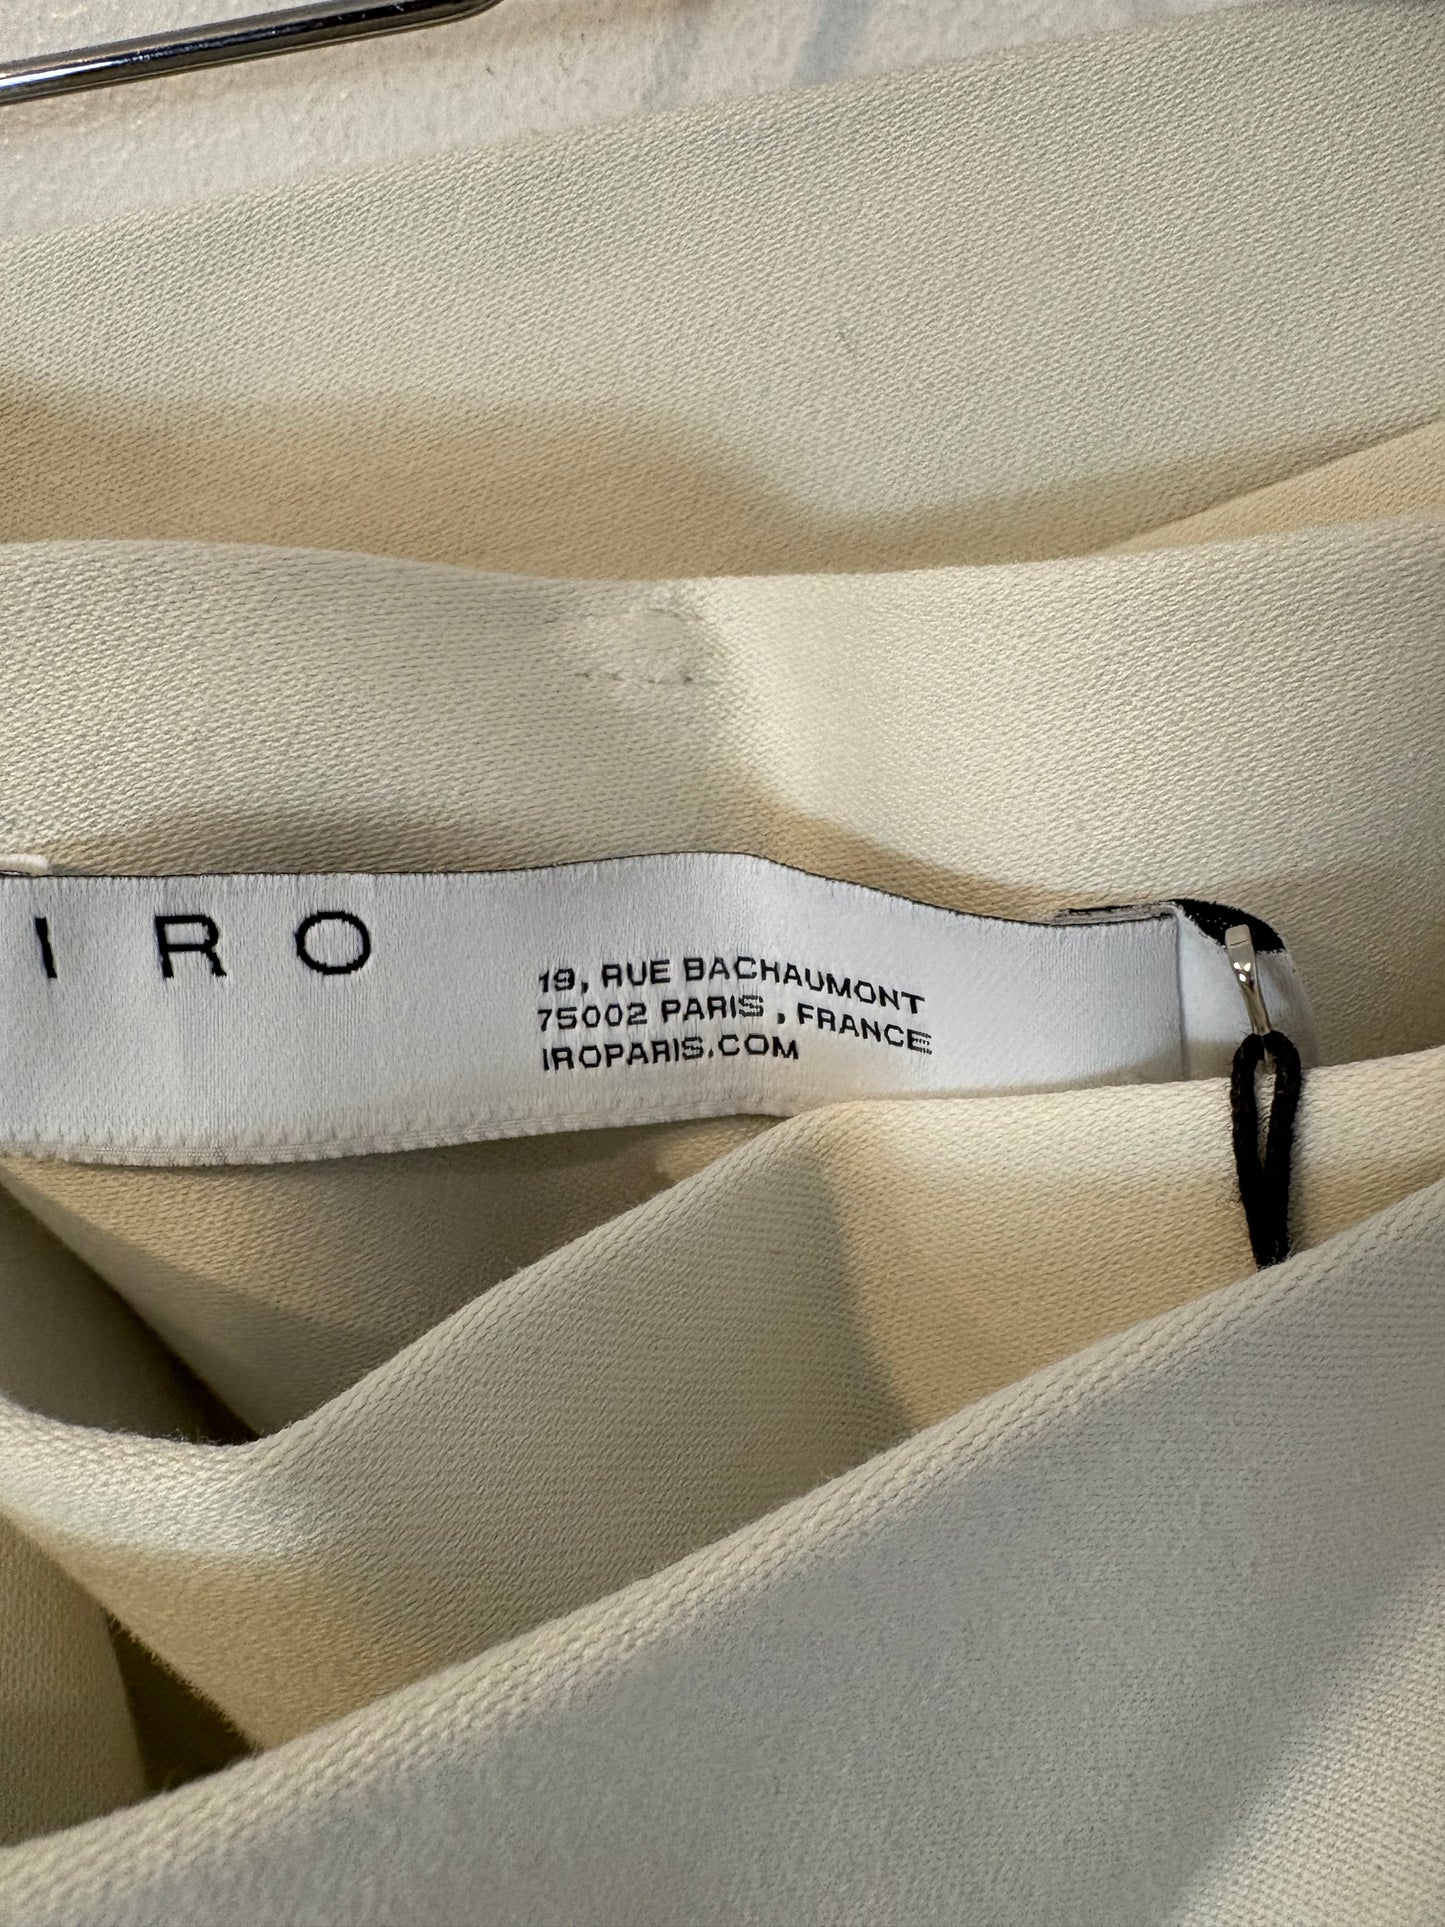 IRO
19, RUE BACHAUMONT
75002 PARIS , FRANCE
IROPARIS.COM